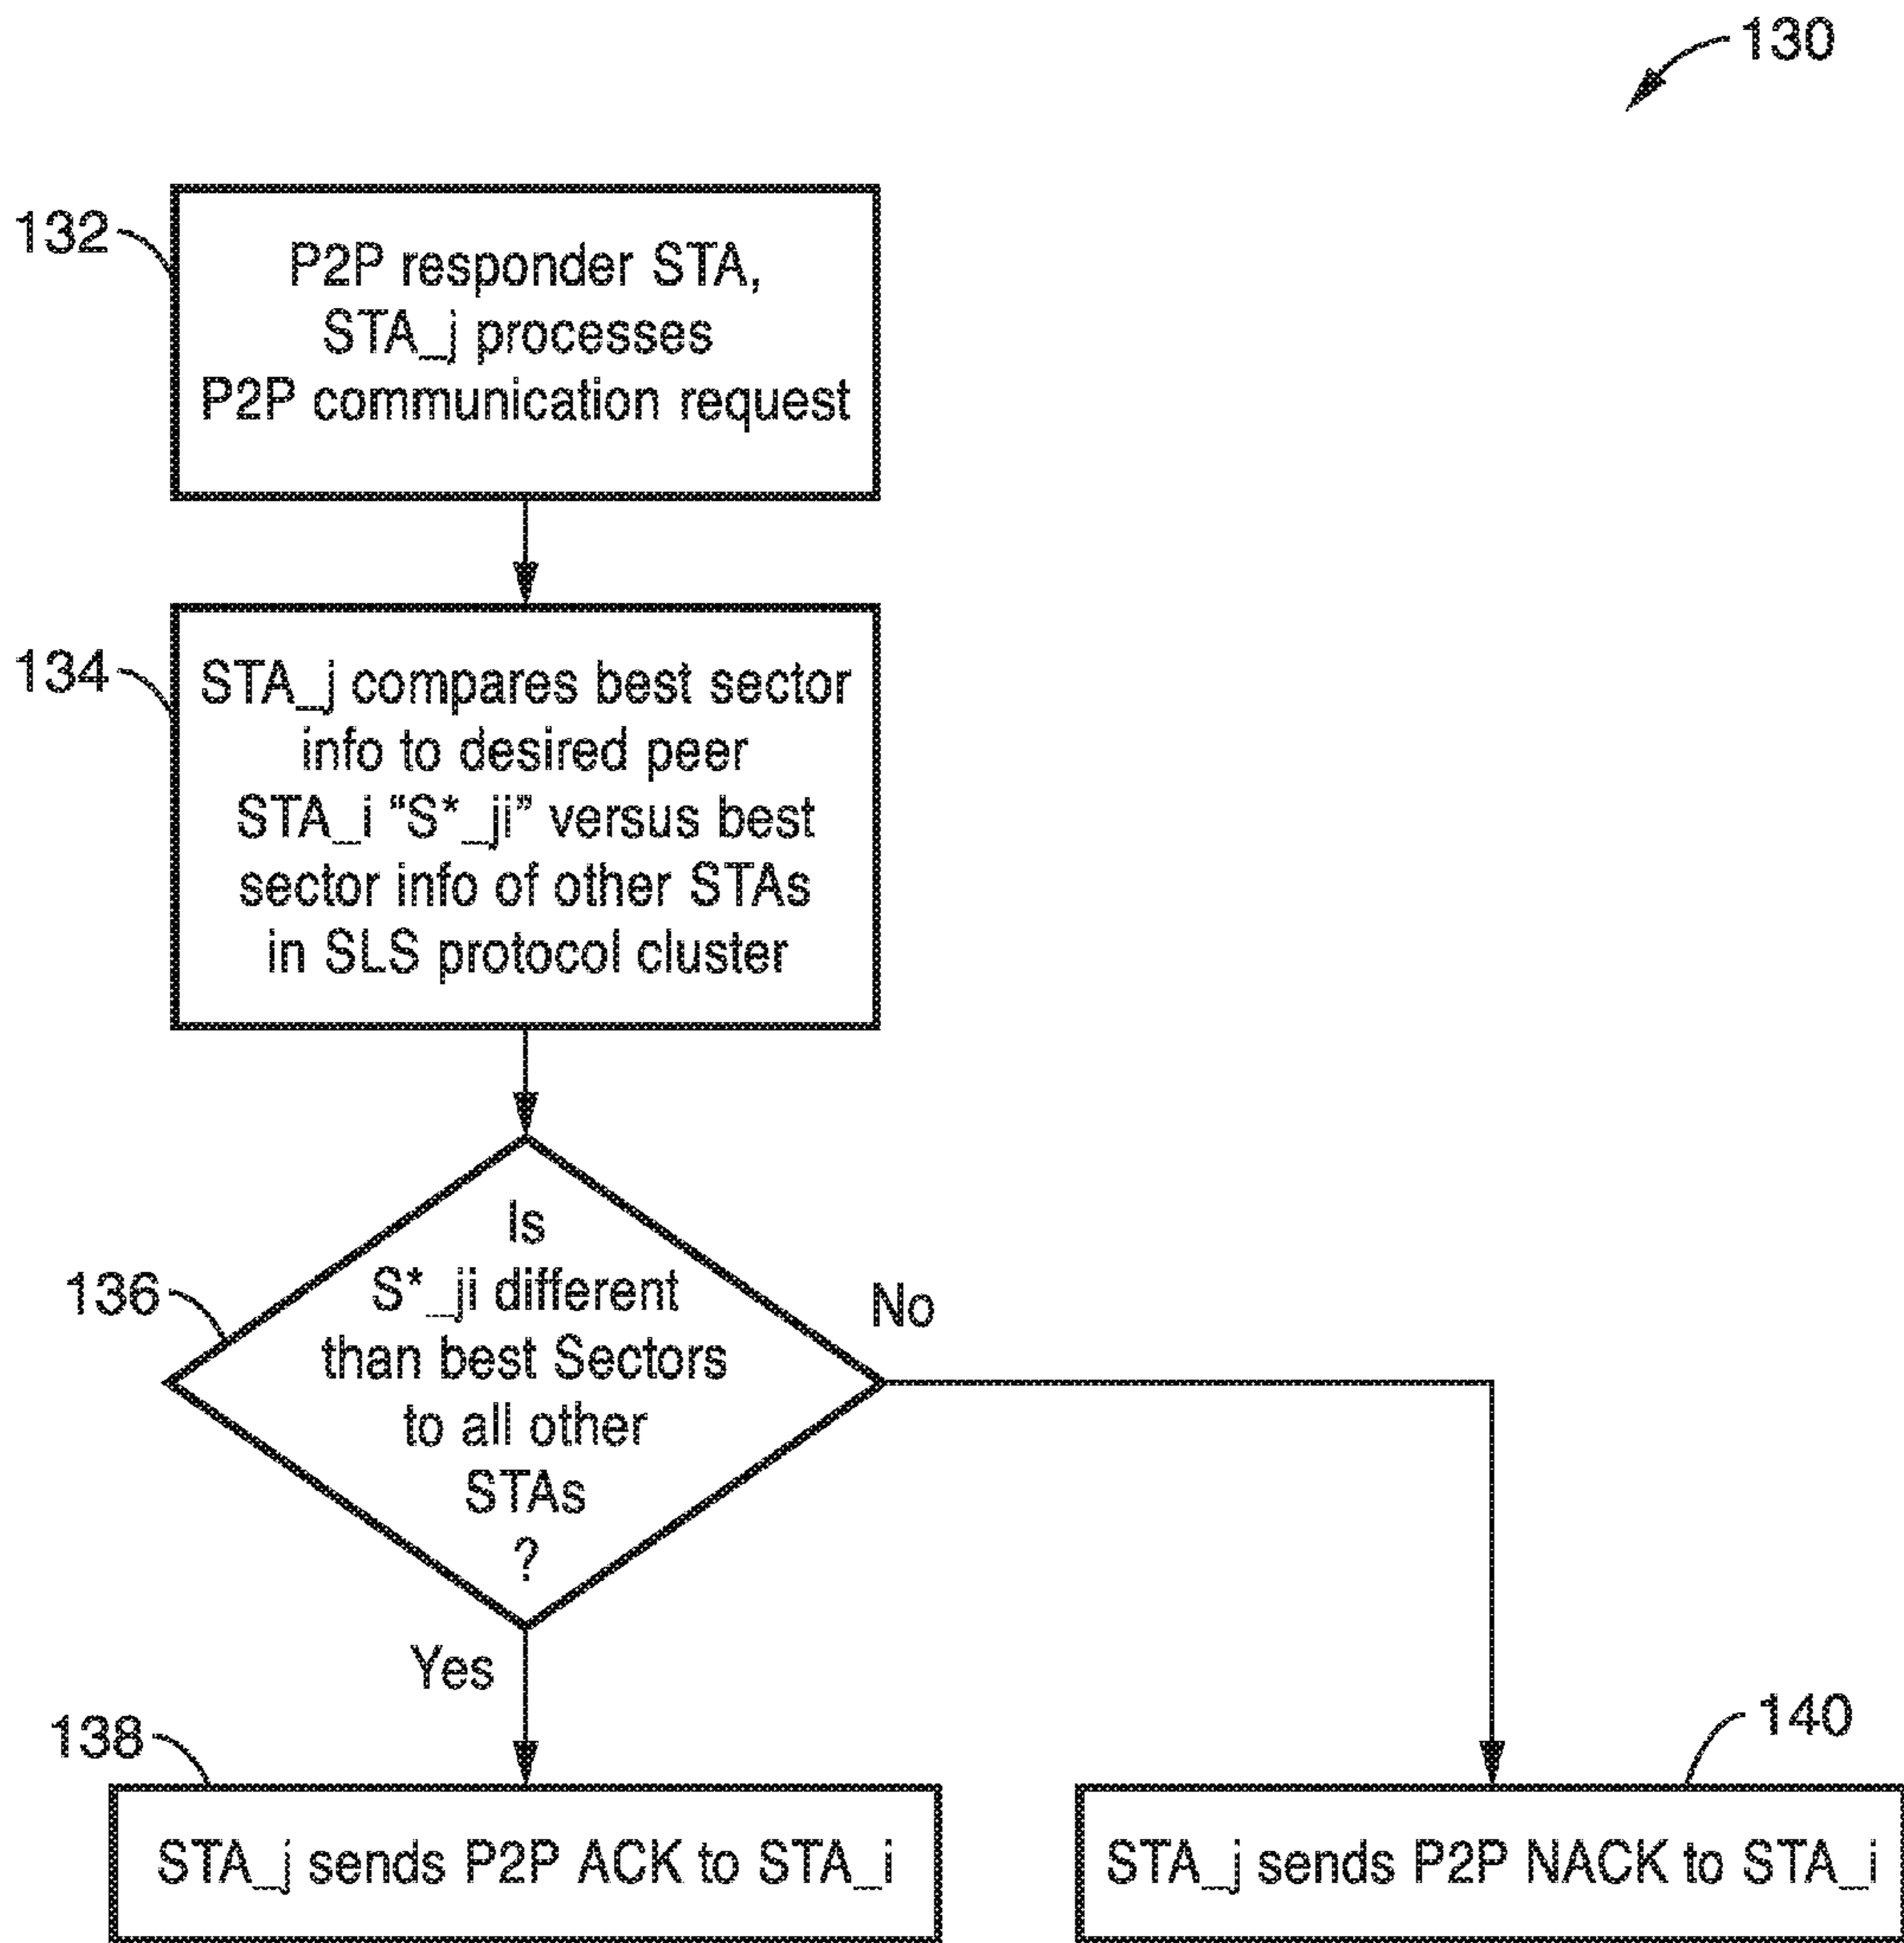 130
132
P2P responder STA,
STA_j processes
P2P communication request
134
STA_j compares best sector
info to desired peer
STA_i “S*_ji” versus best
sector info of other STAs
in SLS protocol cluster
136
Is
S*_ji different
than best Sectors
to all other
STAs
?
No
Yes
138
STA_j sends P2P ACK to STA_i
140
STA_j sends P2P NACK to STA_i